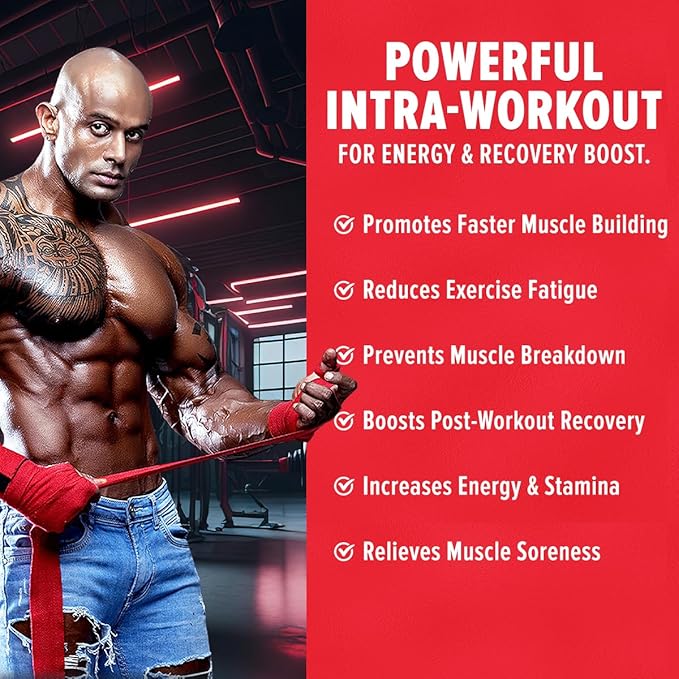 POWERFUL
INTRA-WORKOUT
FOR ENERGY & RECOVERY BOOST.
Promotes Faster Muscle Building
Reduces Exercise Fatigue
Prevents Muscle Breakdown
Boosts Post-Workout Recovery
Increases Energy & Stamina
Relieves Muscle Soreness